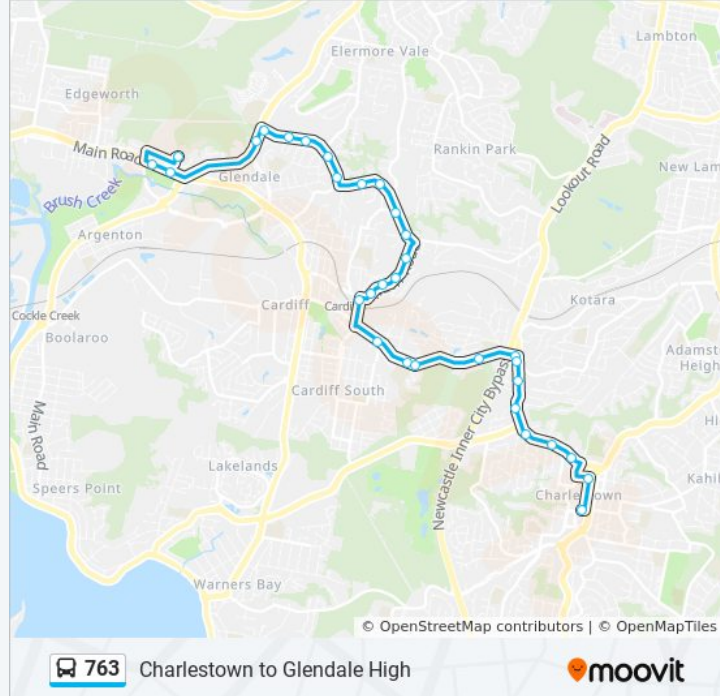 Lambton
Elermore Vale
Edgeworth
Main Road
Rankin Park
Lookout Road
New Lam
Glendale
Brush Creek
Argenton
Cardiff
Cockle Creek
Kotara
Boolaroo
Adamst
Heigh
Cardiff South
Newcastle Inner City Bypass
Main Road
Hi
Lakelands
Speers Point
Charlestown
Kahi
Warners Bay
© OpenStreetMap contributors | © OpenMapTiles
763 Charlestown to Glendale High
moovit